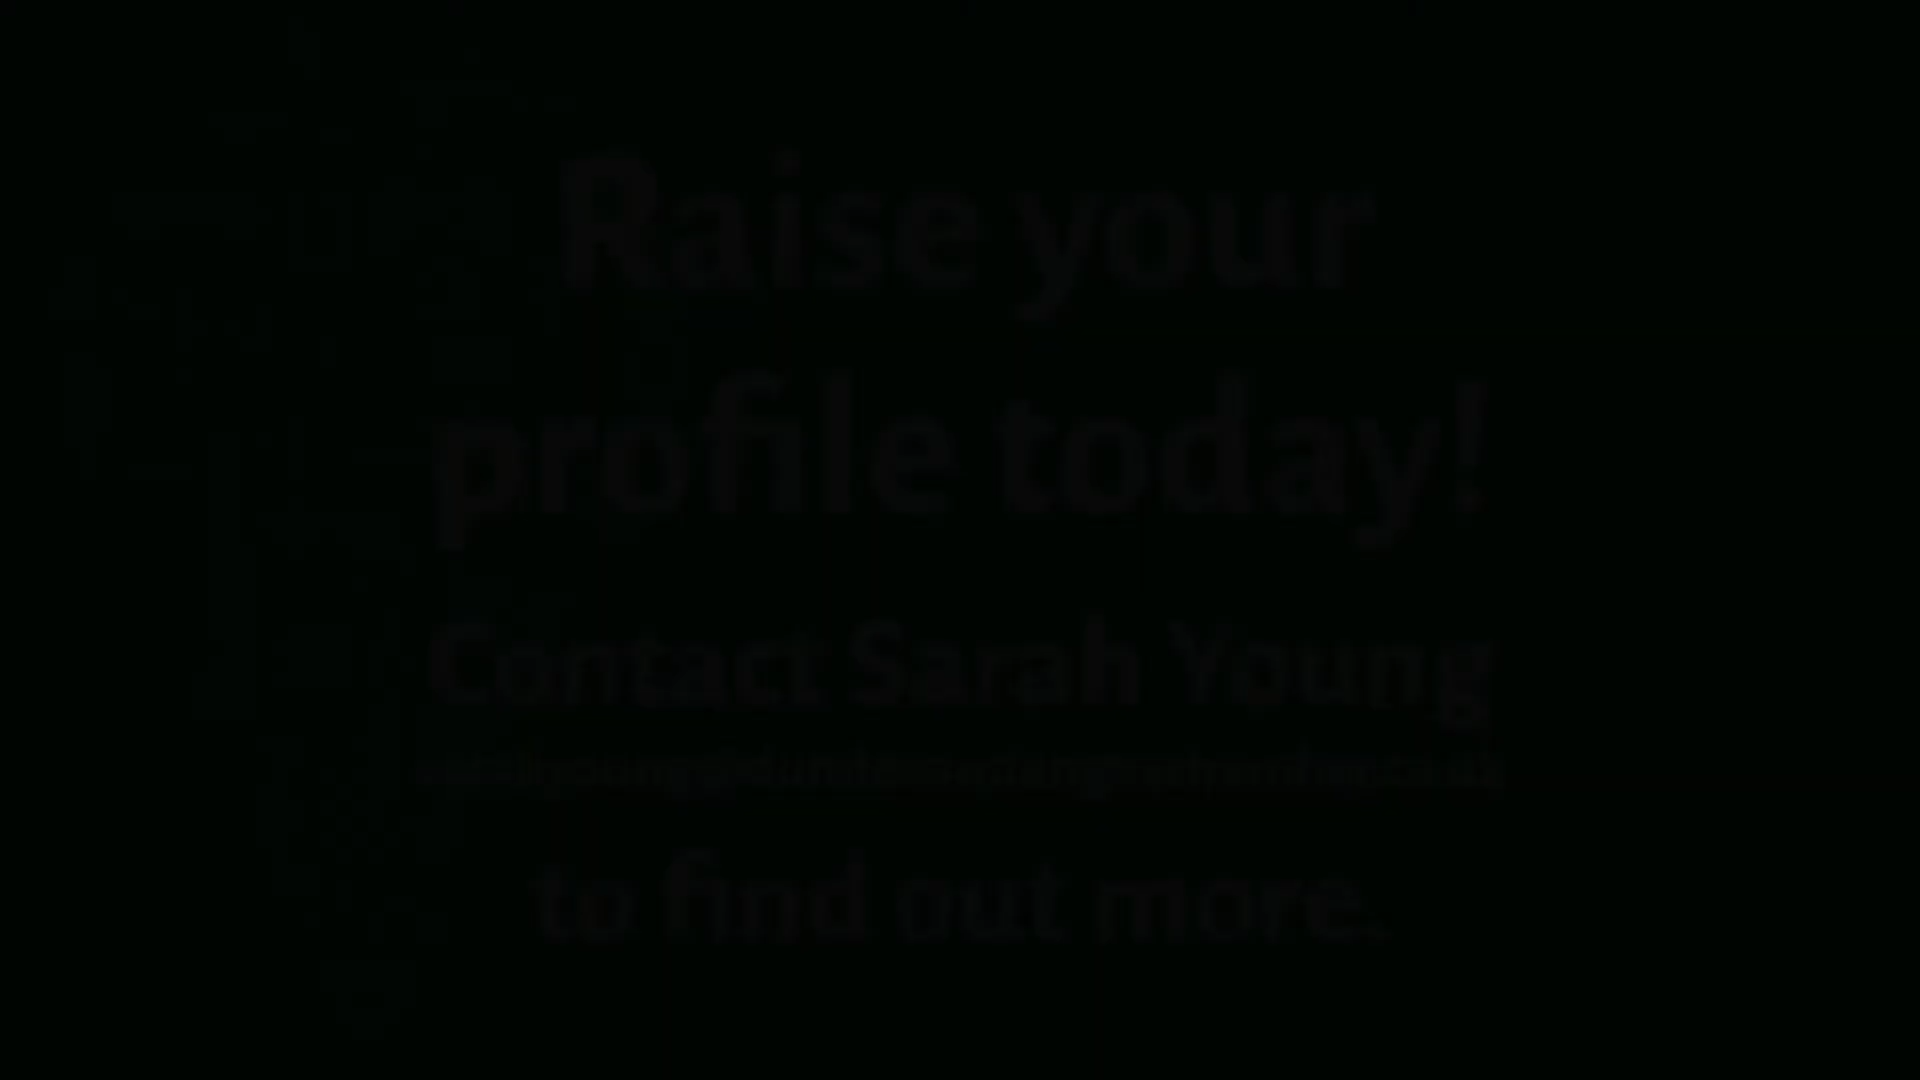 Raise your
profile today!
Contact Sarah Young
to find out more.